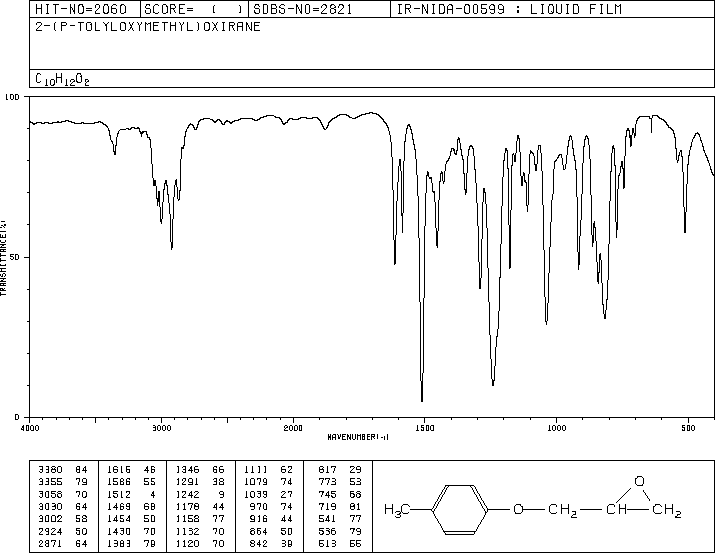 HIT-NO=2060 SCORE= ( ) SDBS-NO=2821 IR-NIDA-00599 : LIQUID FILM
2-(P-TOLYLOXYMETHYL)OXIRANE
C10H12O2
100
50
0
TRANSMITTANCE(%)
4000 3000 2000 1500 1000 500
WAVENUMBER(-1)
3380 84 1615 46 1346 66 1111 62 817 29
3355 79 1586 55 1291 38 1079 74 773 53
3058 70 1512 4 1242 9 1039 27 745 68
3030 64 1469 68 1178 44 970 74 719 81
3002 58 1454 50 1158 77 916 44 541 77
2924 50 1430 70 1132 70 864 50 536 79
2871 64 1383 79 1120 70 842 39 513 55
H3C O CH2 CH CH2
O